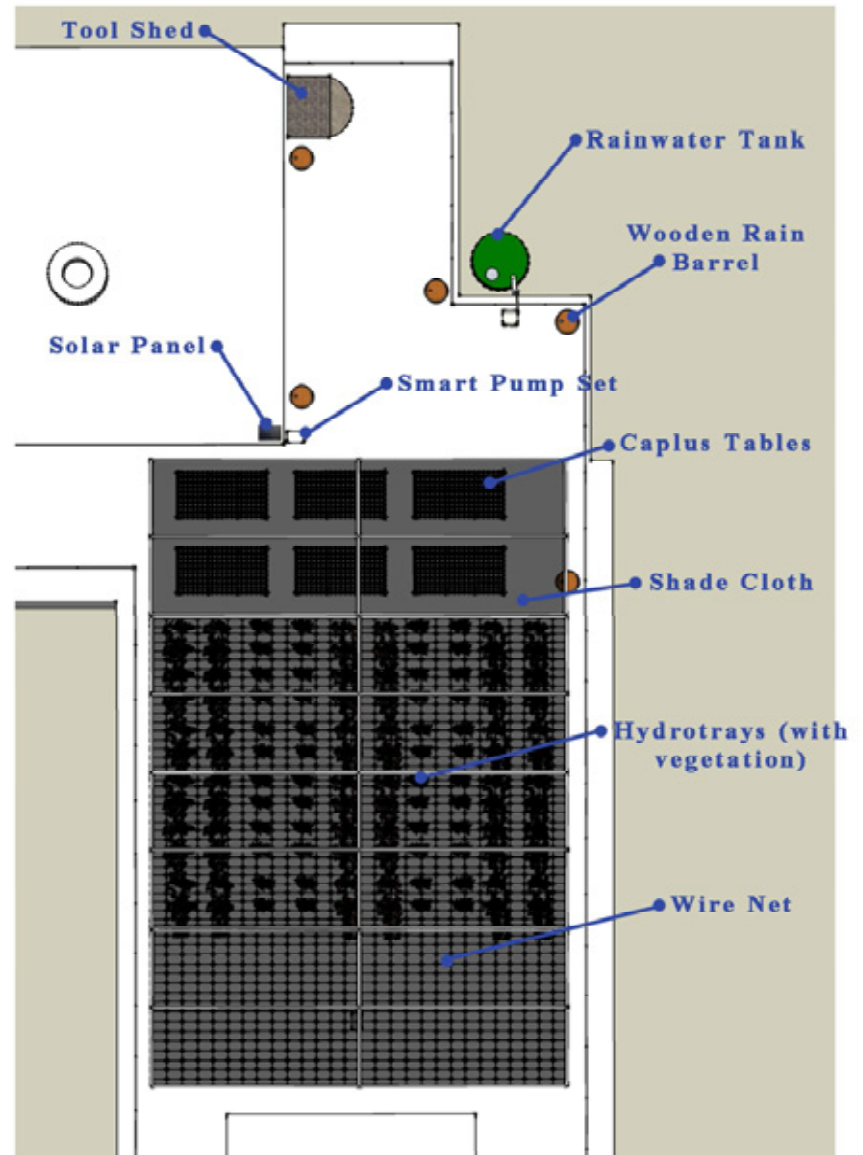 Tool Shed
Rainwater Tank
Wooden Rain
Barrel
Solar Panel
Smart Pump Set
Caplus Tables
Shade Cloth
Hydrotrays (with
vegetation)
Wire Net